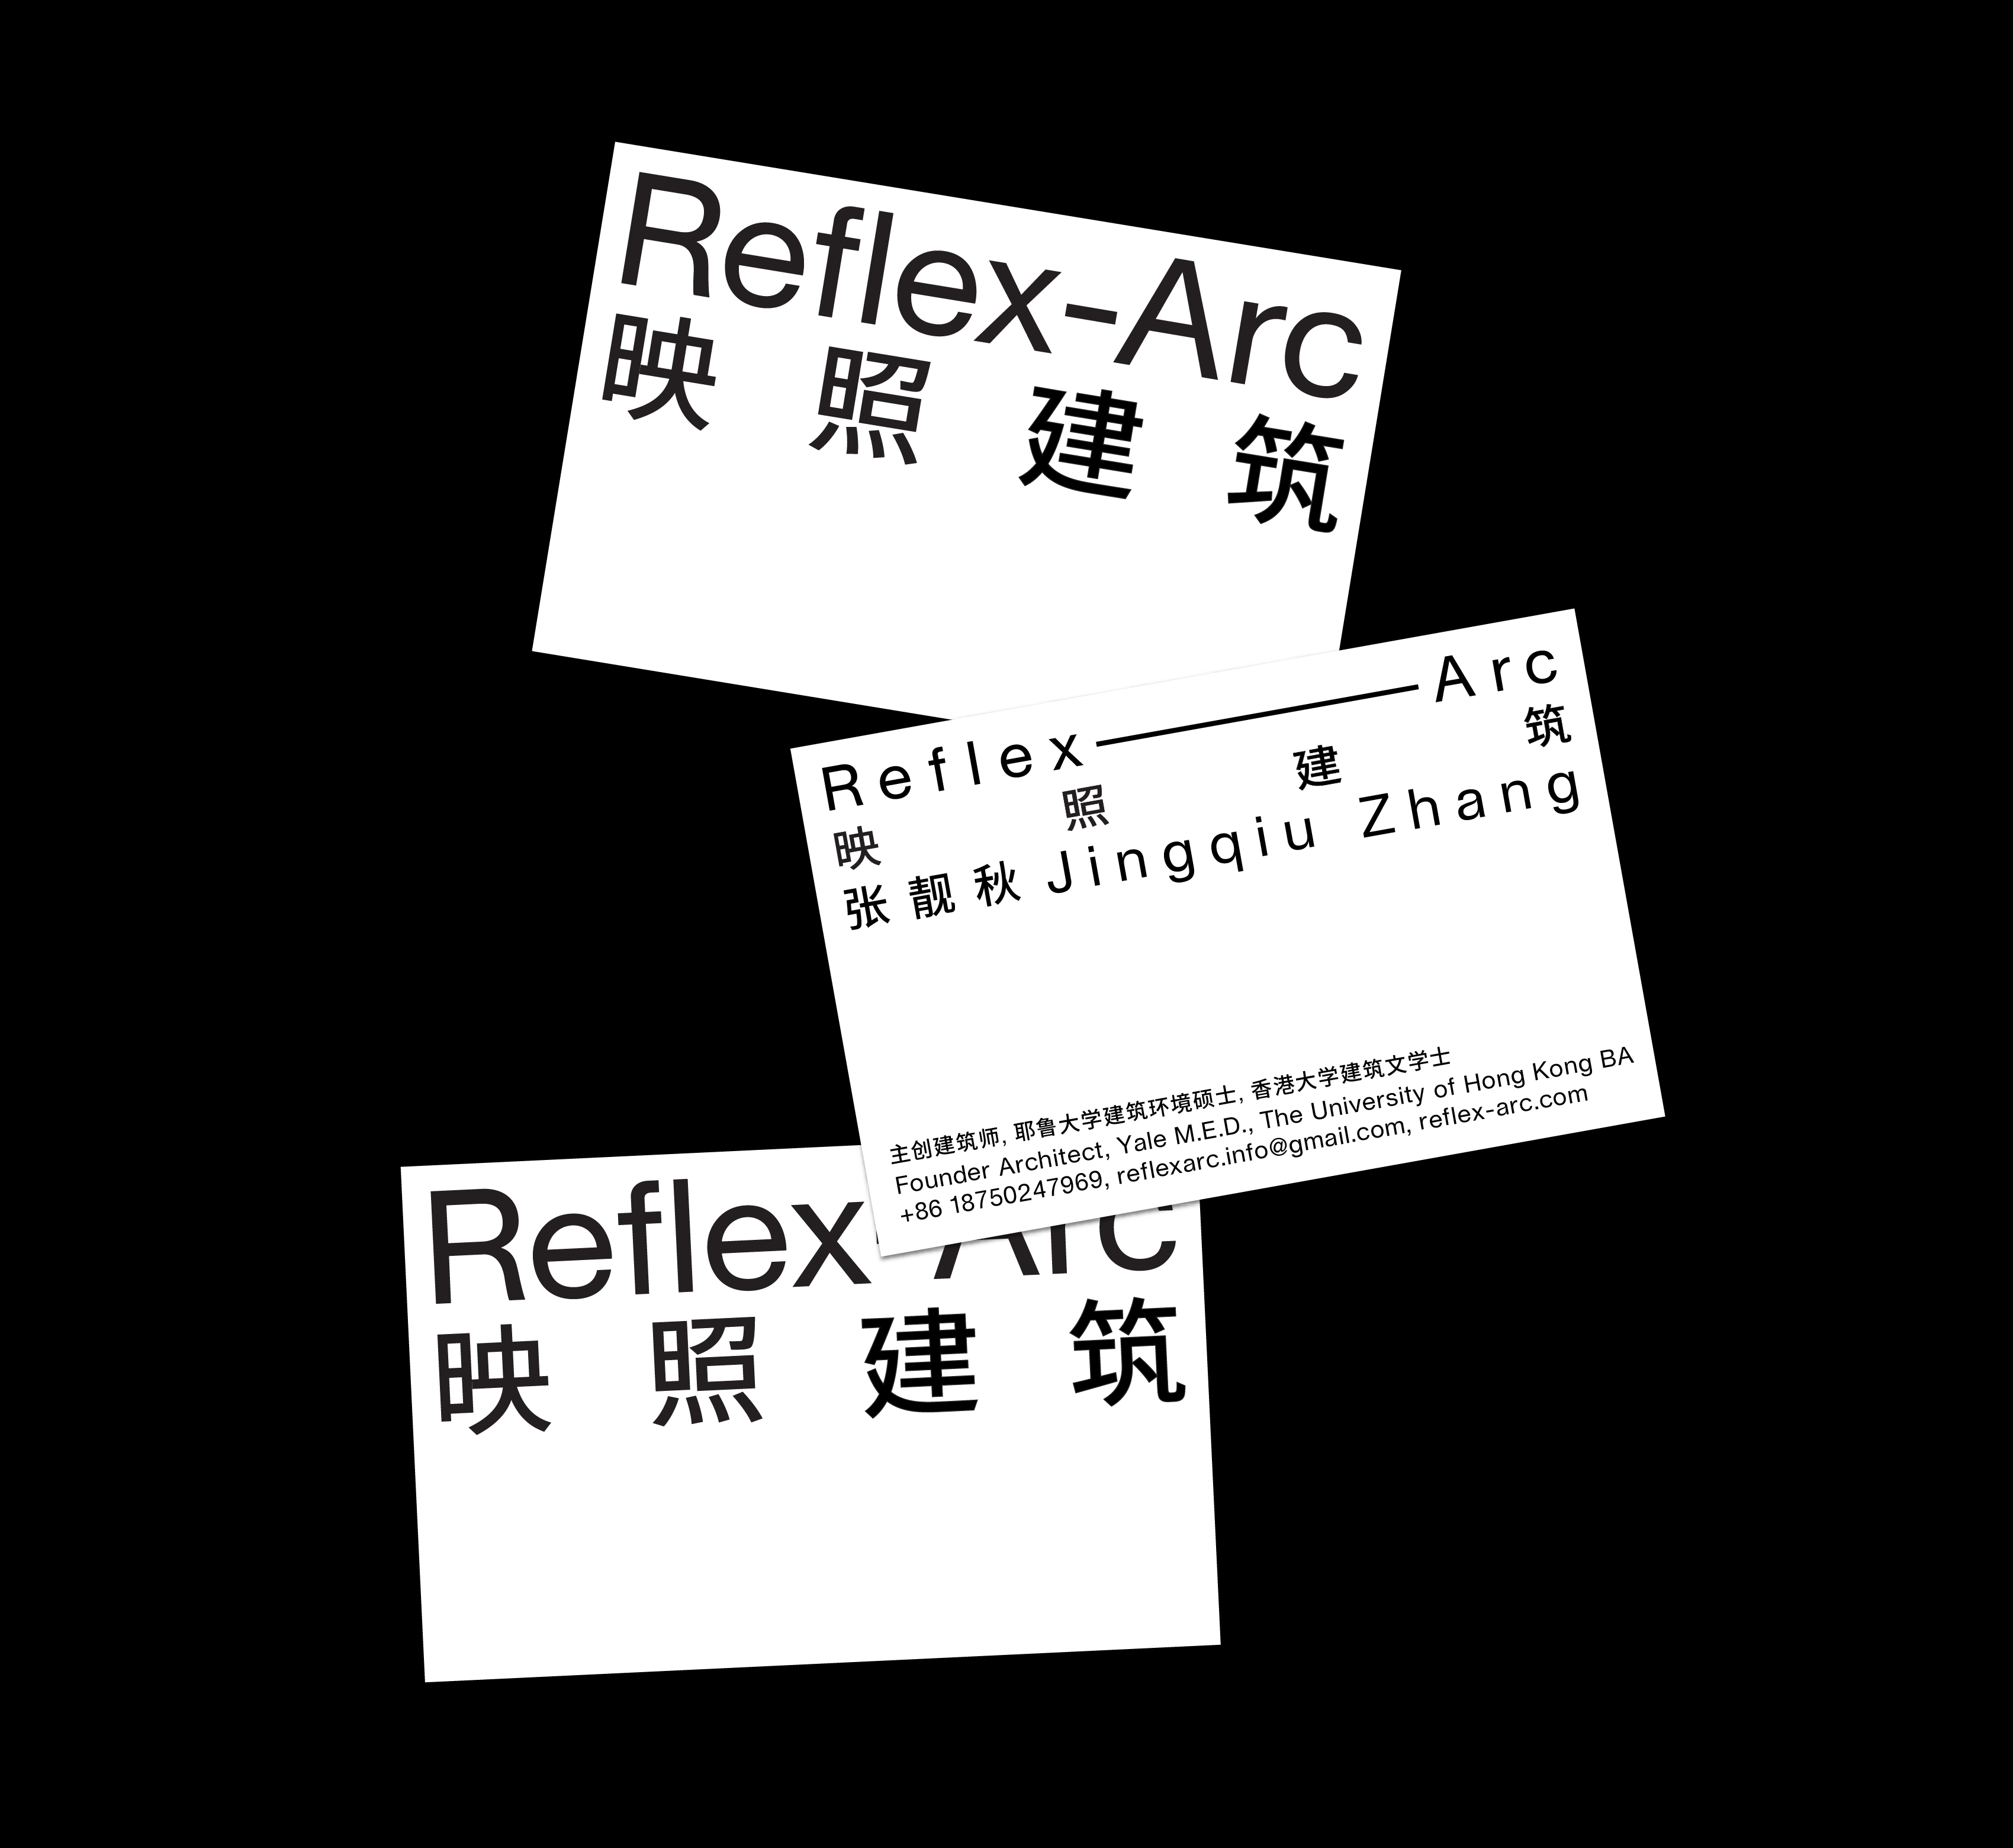 Reflex-Arc
映 照 建 筑
Reflex—Arc
映 照 建 筑
张靓秋 Jingqiu Zhang
主创建筑师, 耶鲁大学建筑环境硕士, 香港大学建筑文学士
Founder Architect, Yale M.E.D., The University of Hong Kong BA
+86 18750247969, reflexarc.info@gmail.com, reflex-arc.com
Reflex-Arc
映 照 建 筑